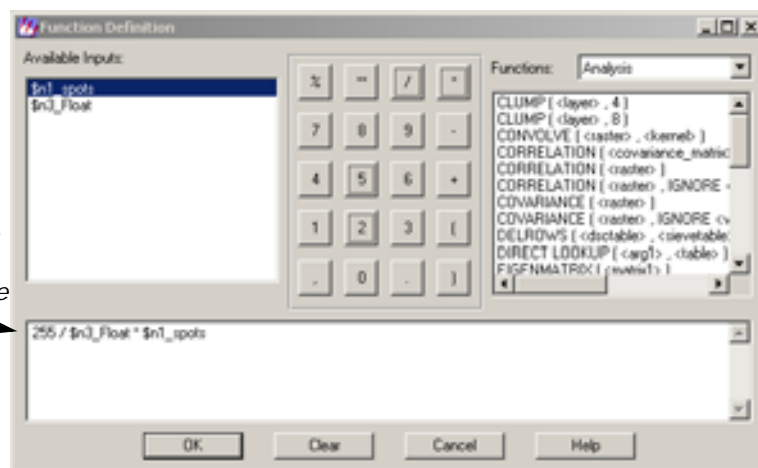 Function Definition
Available Inputs:
$n1_spots
$n3_Float
% ** / *
7 8 9 -
4 5 6 +
1 2 3 (
, 0 . )
Functions: Analysis
CLUMP ( <layer> , 4 )
CLUMP ( <layer> , 8 )
CONVOLVE ( <raster> , <kernel> )
CORRELATION ( <covariance_matrix
CORRELATION ( <raster> )
CORRELATION ( <raster> , IGNORE <
COVARIANCE ( <raster> )
COVARIANCE ( <raster> , IGNORE <v
DELROWS ( <dsctable> , <sievetable
DIRECT LOOKUP ( <arg1> , <table> )
EIGENMATRIX ( <matrix1> )
e
255 / $n3_Float * $n1_spots
OK Clear Cancel Help